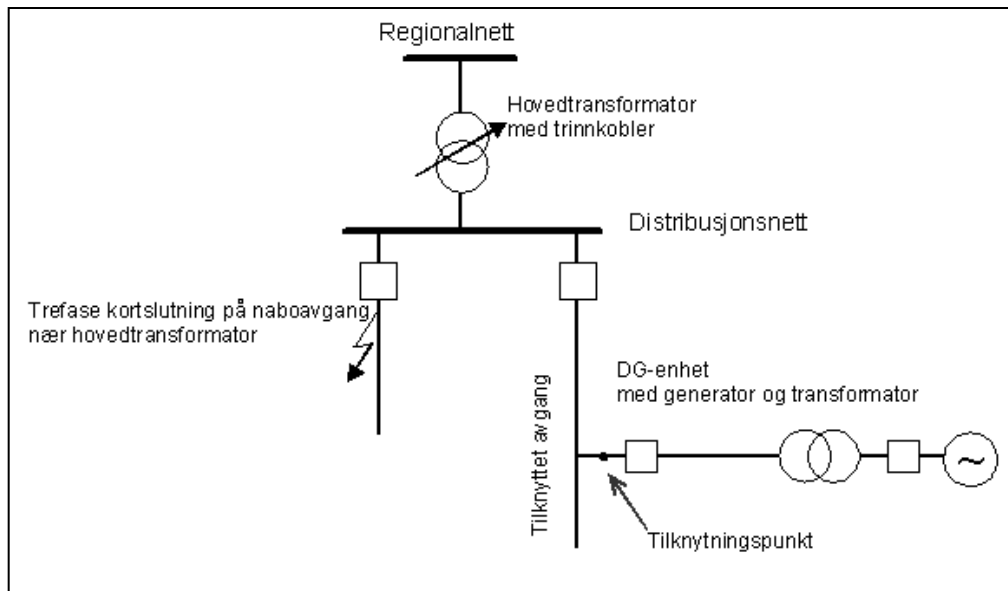 Regionalnett
Hovedtransformator
med trinnkobler
Distribusjonsnett
Trefase kortslutning på naboavgang
nær hovedtransformator
DG-enhet
med generator og transformator
Tilknyttet avgang
~
Tilknytningspunkt